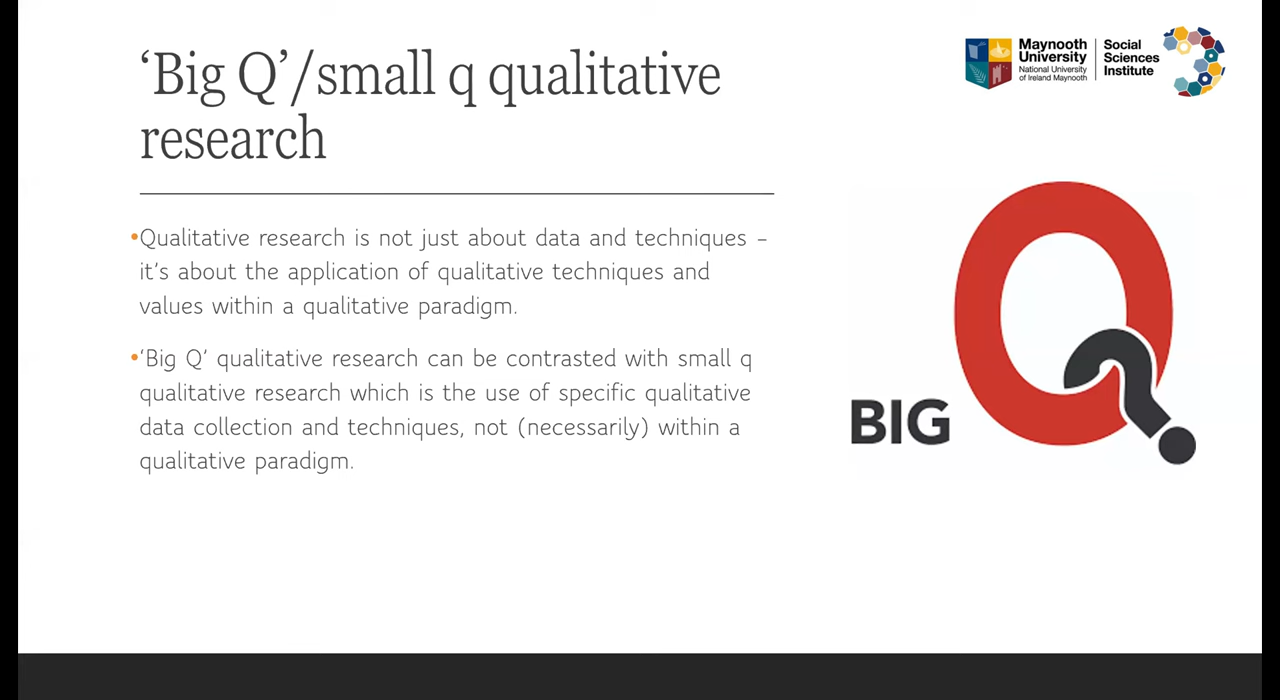 ‘Big Q’/small q qualitative
research
Maynooth
University
National University
of Ireland Maynooth
Social
Sciences
Institute
•Qualitative research is not just about data and techniques –
it’s about the application of qualitative techniques and
values within a qualitative paradigm.
•‘Big Q’ qualitative research can be contrasted with small q
qualitative research which is the use of specific qualitative
data collection and techniques, not (necessarily) within a
qualitative paradigm.
BIG Q